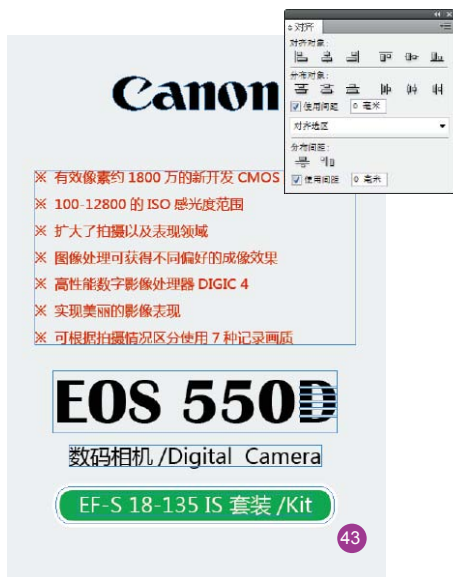 对齐
对齐对象:
Canon
分布对象:
使用间距 0 毫米
对齐选区
分布间距:
使用间距 0 毫米
※ 有效像素约 1800 万的新开发 CMOS
※ 100-12800 的 ISO 感光度范围
※ 扩大了拍摄以及表现领域
※ 图像处理可获得不同偏好的成像效果
※ 高性能数字影像处理器 DIGIC 4
※ 实现美丽的影像表现
※ 可根据拍摄情况区分使用 7 种记录画质
EOS 550D
数码相机 /Digital Camera
EF-S 18-135 IS 套装 /Kit
43